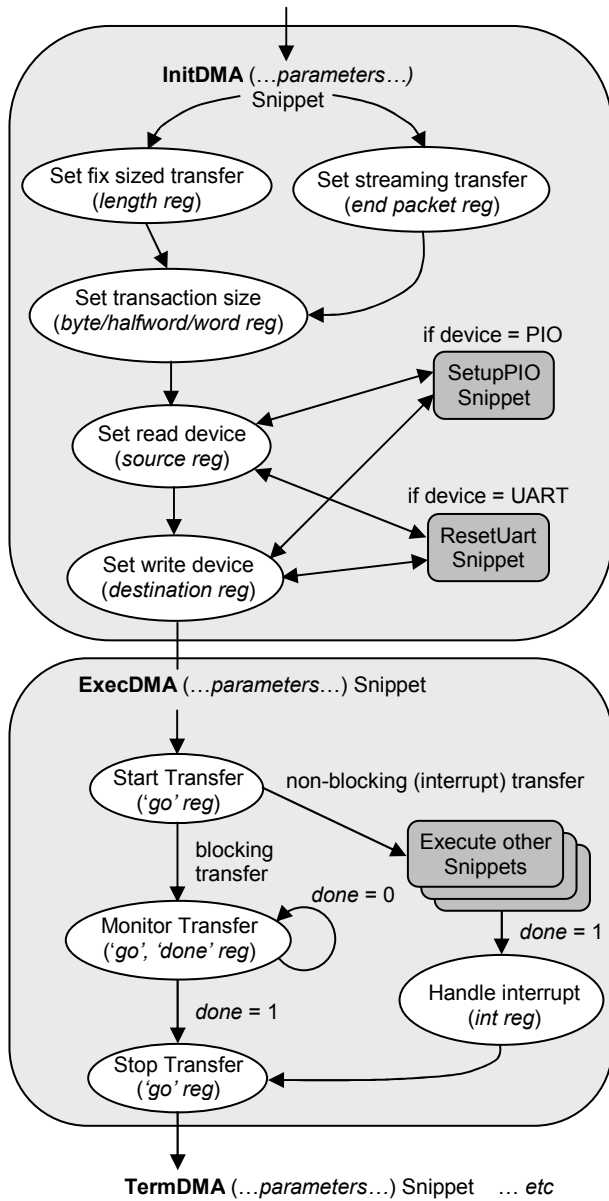 InitDMA (…parameters…)
Snippet
Set fix sized transfer
(length reg)
Set streaming transfer
(end packet reg)
Set transaction size
(byte/halfword/word reg)
if device = PIO
SetupPIO
Snippet
Set read device
(source reg)
if device = UART
ResetUart
Snippet
Set write device
(destination reg)
ExecDMA (…parameters…) Snippet
Start Transfer
(‘go’ reg)
non-blocking (interrupt) transfer
Execute other
Snippets
blocking
transfer
done = 0
Monitor Transfer
(‘go’, ‘done’ reg)
done = 1
Handle interrupt
(int reg)
done = 1
Stop Transfer
(‘go’ reg)
TermDMA (…parameters…) Snippet … etc